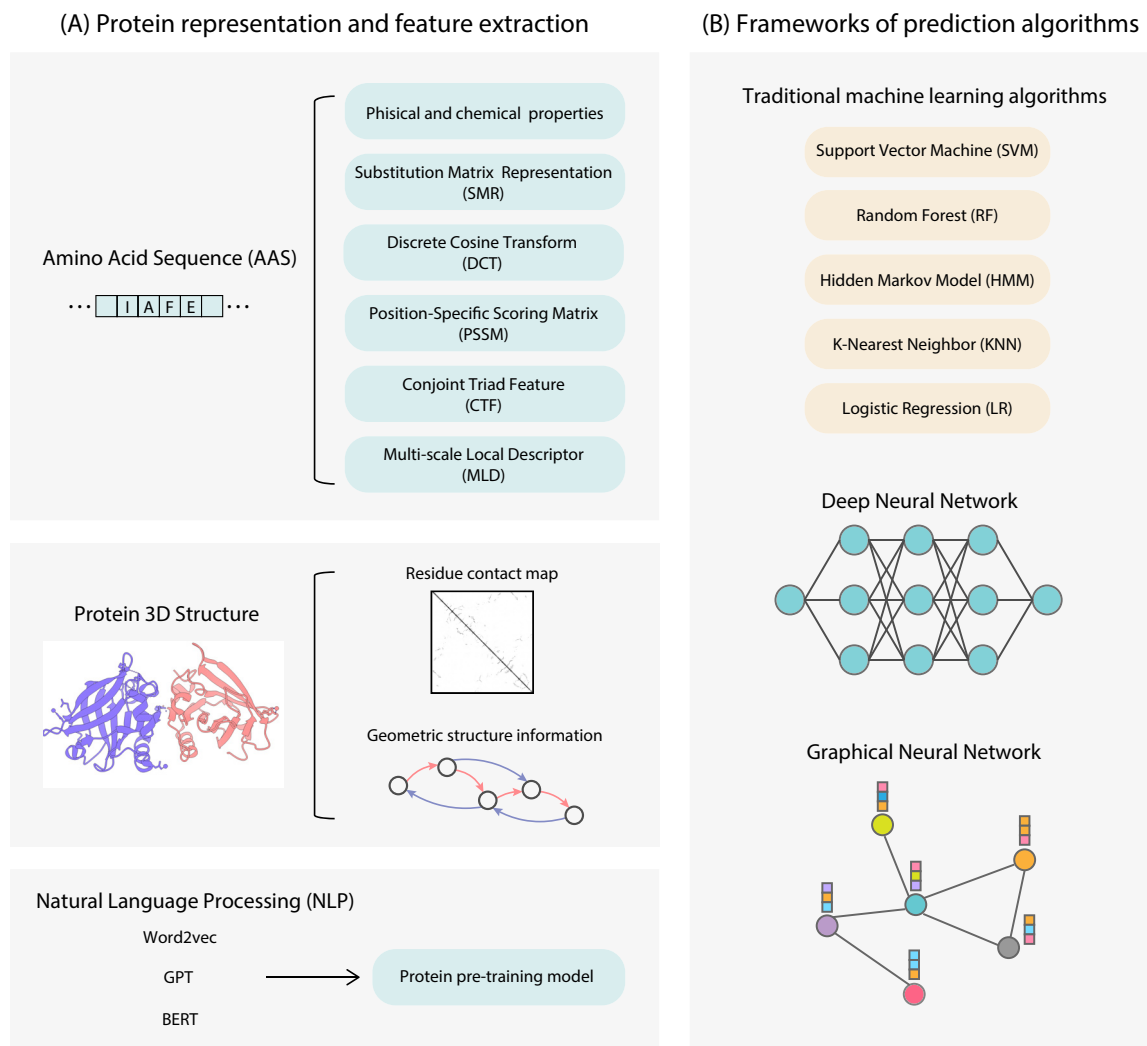 (A) Protein representation and feature extraction
Amino Acid Sequence (AAS)
··· I A F E ···
Phisical and chemical properties
Substitution Matrix Representation
(SMR)
Discrete Cosine Transform
(DCT)
Position-Specific Scoring Matrix
(PSSM)
Conjoint Triad Feature
(CTF)
Multi-scale Local Descriptor
(MLD)
Protein 3D Structure
Residue contact map
Geometric structure information
Natural Language Processing (NLP)
Word2vec
GPT
BERT
Protein pre-training model
(B) Frameworks of prediction algorithms
Traditional machine learning algorithms
Support Vector Machine (SVM)
Random Forest (RF)
Hidden Markov Model (HMM)
K-Nearest Neighbor (KNN)
Logistic Regression (LR)
Deep Neural Network
Graphical Neural Network